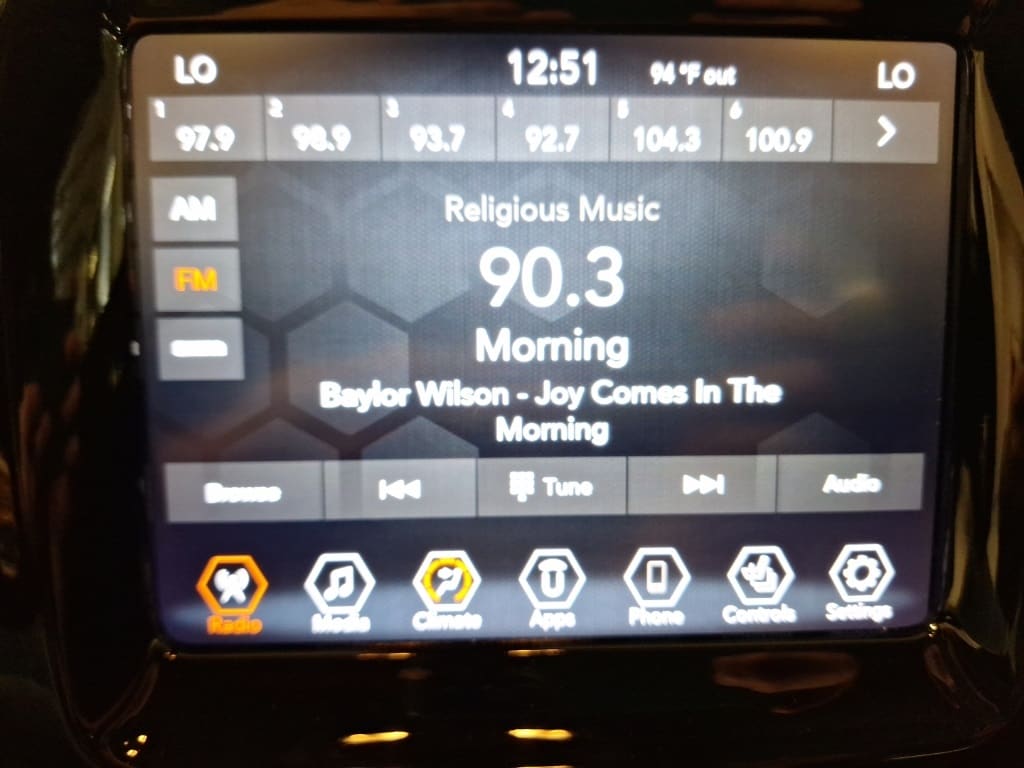 LO 12:51 94 °F out LO
1 2 3 4 5 6
97.9 98.9 93.7 92.7 104.3 100.9
AM
FM
Religious Music
90.3
Morning
Baylor Wilson - Joy Comes In The
Morning
Browse Tune Audio
Radio Media Climate Apps Phone Controls Settings